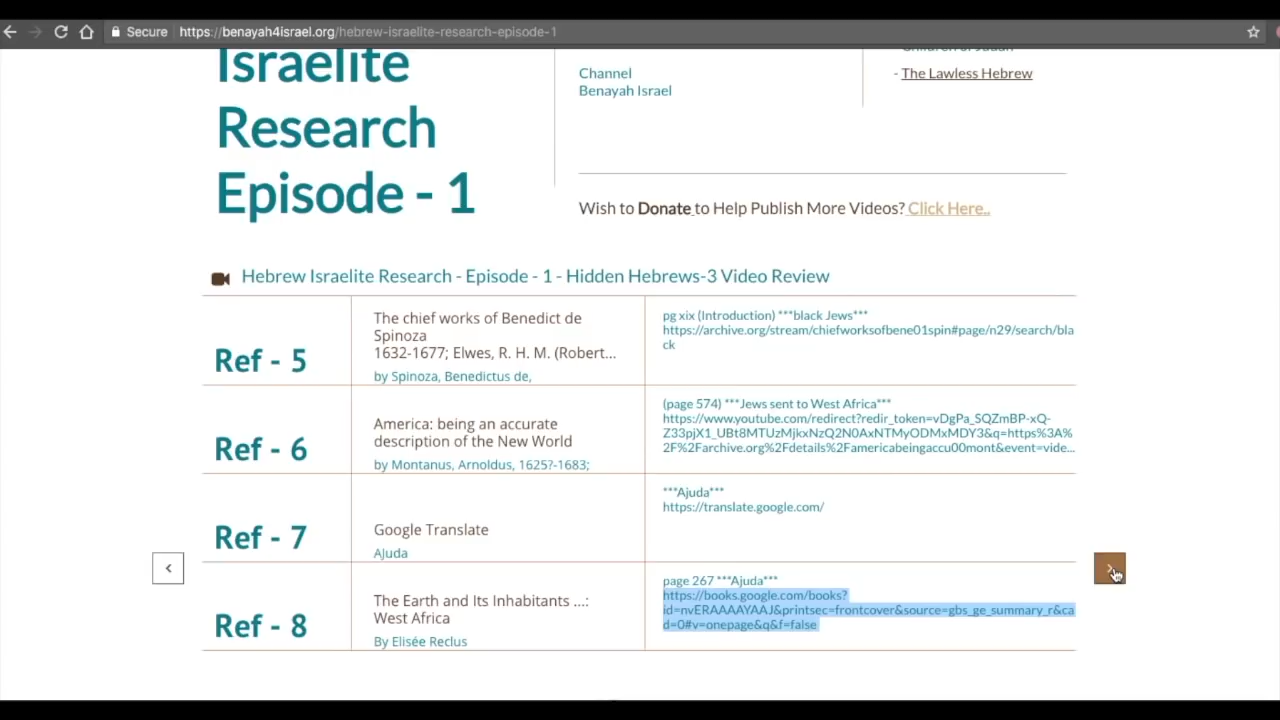 Secure https://benayah4israel.org/hebrew-israelite-research-episode-1
Israelite
Research
Episode - 1
Channel
Benayah Israel
Children of Judah
- The Lawless Hebrew
Wish to Donate to Help Publish More Videos? Click Here..
Hebrew Israelite Research - Episode - 1 - Hidden Hebrews-3 Video Review
Ref - 5
The chief works of Benedict de
Spinoza
1632-1677; Elwes, R. H. M. (Robert...
by Spinoza, Benedictus de,
pg xix (Introduction) ***black Jews***
https://archive.org/stream/chiefworksofbene01spin#page/n29/search/bla
ck
Ref - 6
America: being an accurate
description of the New World
by Montanus, Arnoldus, 1625?-1683;
(page 574) ***Jews sent to West Africa***
https://www.youtube.com/redirect?redir_token=vDgPa_SQZmBP-xQ-
Z33pjX1_UBt8MTUzMjkxNzQ2N0AxNTMyODMxMDY3&q=https%3A%
2F%2Farchive.org%2Fdetails%2Famericabeingaccu00mont&event=vide...
Ref - 7
Google Translate
AJuda
***Ajuda***
https://translate.google.com/
Ref - 8
The Earth and Its Inhabitants ...:
West Africa
By Elisée Reclus
page 267 ***Ajuda***
https://books.google.com/books?
id=nvERAAAAYAAJ&printsec=frontcover&source=gbs_ge_summary_r&ca
d=0#v=onepage&q&f=false